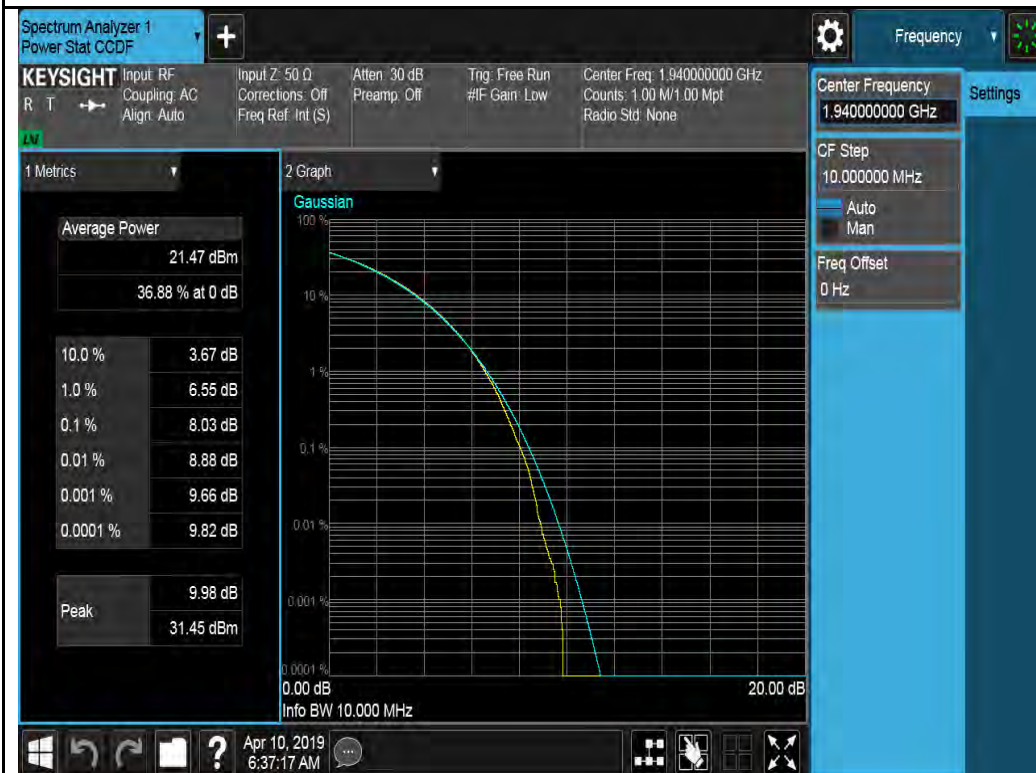 Spectrum Analyzer 1
Power Stat CCDF
+
Frequency
KEYSIGHT
R T
Input: RF
Coupling: AC
Align: Auto
Input Z: 50 Ω
Corrections: Off
Freq Ref: Int (S)
Atten: 30 dB
Preamp: Off
Trig: Free Run
#IF Gain: Low
Center Freq: 1.940000000 GHz
Counts: 1.00 M/1.00 Mpt
Radio Std: None
Center Frequency
1.940000000 GHz
Settings
CF Step
10.000000 MHz
Auto
Man
Freq Offset
0 Hz
1 Metrics
Average Power
21.47 dBm
36.88 % at 0 dB
10.0 % 3.67 dB
1.0 % 6.55 dB
0.1 % 8.03 dB
0.01 % 8.88 dB
0.001 % 9.66 dB
0.0001 % 9.82 dB
Peak
9.98 dB
31.45 dBm
2 Graph
Gaussian
100 %
10 %
1 %
0.1 %
0.01 %
0.001 %
0.0001 %
0.00 dB 20.00 dB
Info BW 10.000 MHz
?
Apr 10, 2019
6:37:17 AM